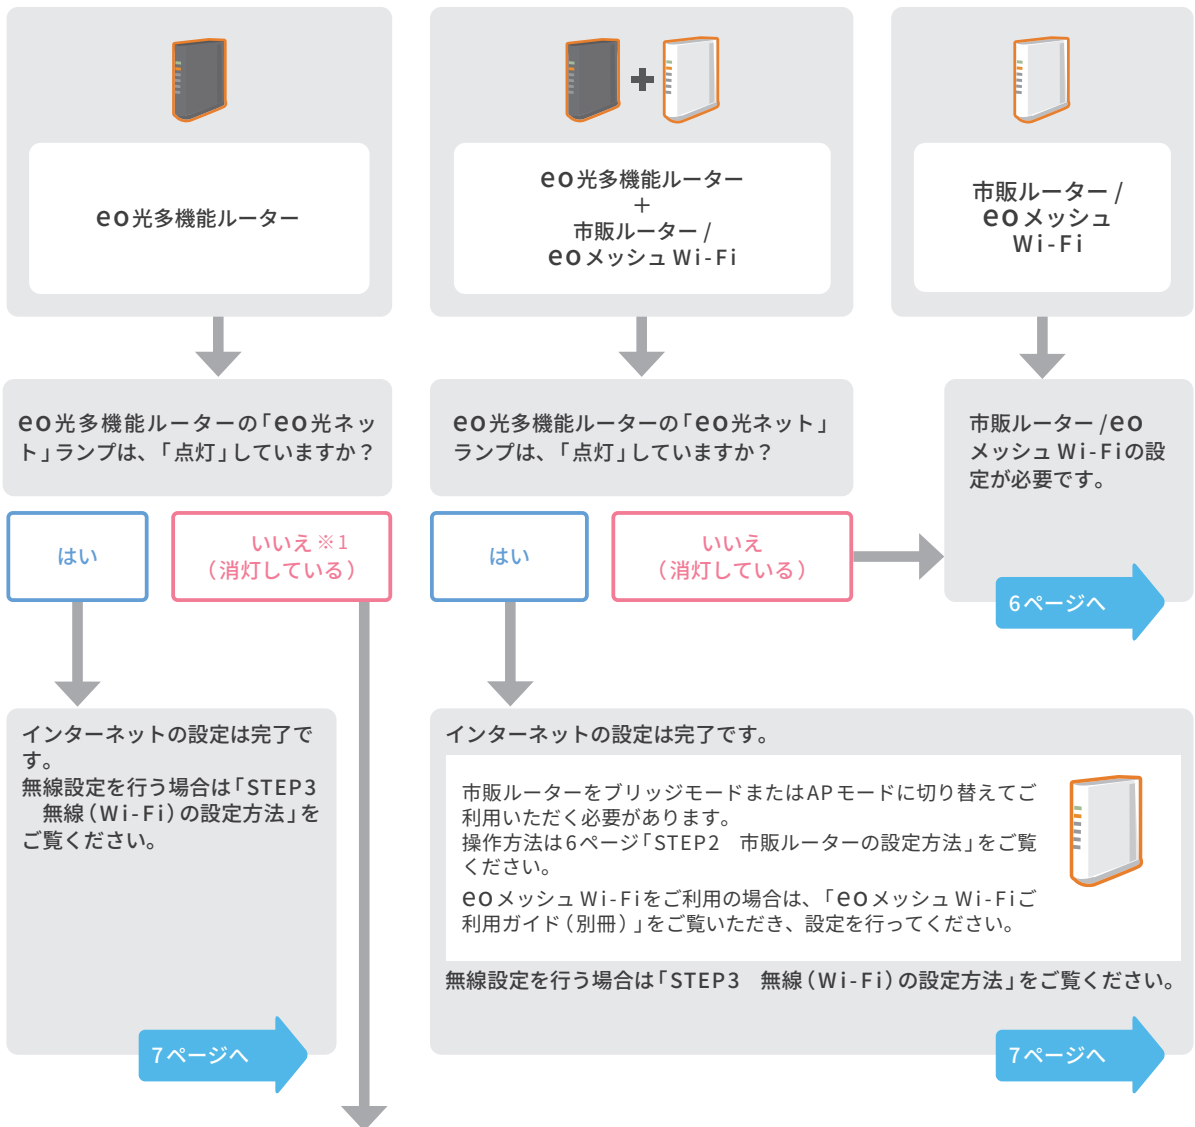 eo光多機能ルーター
eo光多機能ルーター
＋
市販ルーター /
eoメッシュ Wi-Fi
市販ルーター /
eoメッシュ
Wi-Fi
eo光多機能ルーターの「eo光ネッ
ト」ランプは、「点灯」していますか？
はい
いいえ※1
（消灯している）
eo光多機能ルーターの「eo光ネット」
ランプは、「点灯」していますか？
はい
いいえ
（消灯している）
市販ルーター /eo
メッシュ Wi-Fiの設
定が必要です。
6ページへ
インターネットの設定は完了で
す。
無線設定を行う場合は「STEP3
　無線（Wi-Fi）の設定方法」を
ご覧ください。
7ページへ
インターネットの設定は完了です。
市販ルーターをブリッジモードまたはAPモードに切り替えてご
利用いただく必要があります。
操作方法は6ページ「STEP2　市販ルーターの設定方法」をご覧
ください。
eoメッシュ Wi-Fiをご利用の場合は、「eoメッシュ Wi-Fiご
利用ガイド（別冊）」をご覧いただき、設定を行ってください。
無線設定を行う場合は「STEP3　無線（Wi-Fi）の設定方法」をご覧ください。
7ページへ